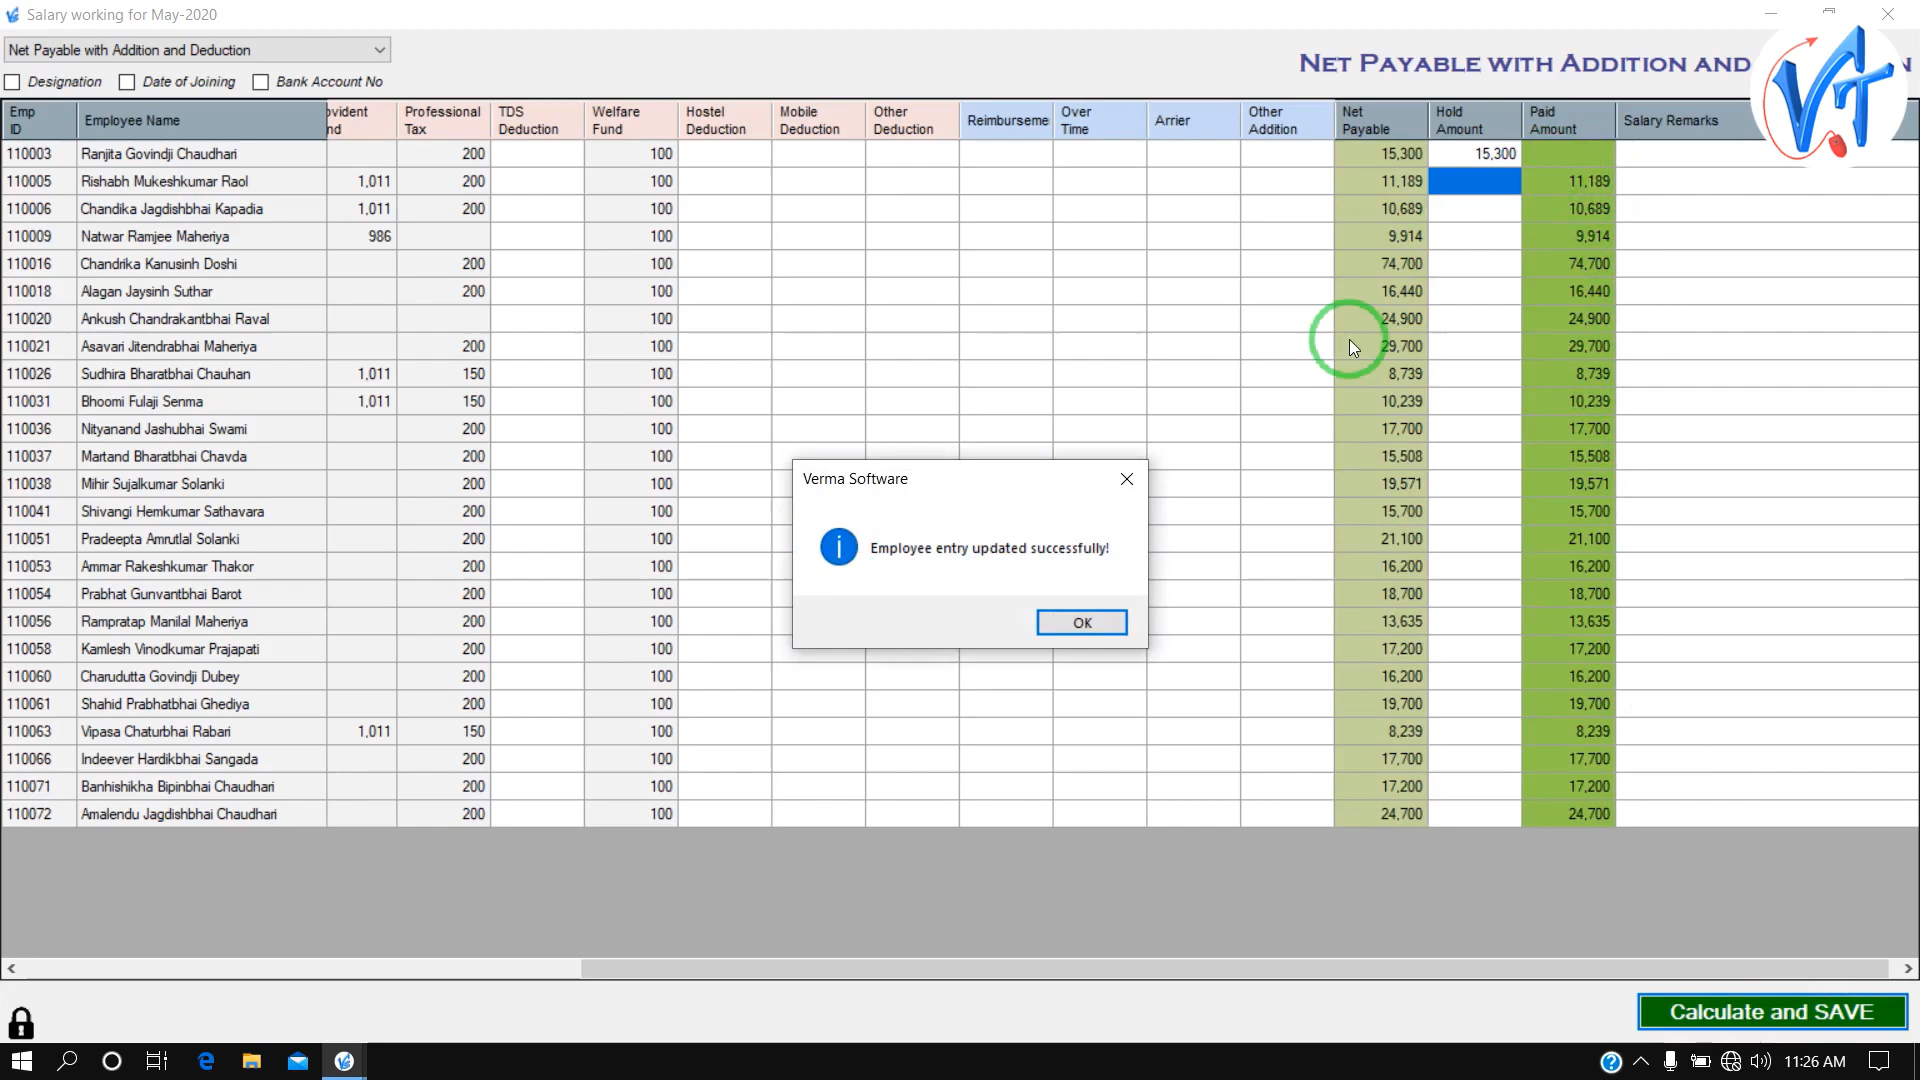 Salary working for May-2020
Net Payable with Addition and Deduction
Net Payable with Addition and
Designation Date of Joining Bank Account No
Emp ID Employee Name ovident nd Professional Tax TDS Deduction Welfare Fund Hostel Deduction Mobile Deduction Other Deduction Reimburseme Over Time Arrier Other Addition Net Payable Hold Amount Paid Amount Salary Remarks
110003 Ranjita Govindji Chaudhari 200 100 15,300 15,300
110005 Rishabh Mukeshkumar Raol 1,011 200 100 11,189 11,189
110006 Chandika Jagdishbhai Kapadia 1,011 200 100 10,689 10,689
110009 Natwar Ramjee Maheriya 986 100 9,914 9,914
110016 Chandrika Kanusinh Doshi 200 100 74,700 74,700
110018 Alagan Jaysinh Suthar 200 100 16,440 16,440
110020 Ankush Chandrakantbhai Raval 100 24,900 24,900
110021 Asavari Jitendrabhai Maheriya 200 100 29,700 29,700
110026 Sudhira Bharatbhai Chauhan 1,011 150 100 8,739 8,739
110031 Bhoomi Fulaji Senma 1,011 150 100 10,239 10,239
110036 Nityanand Jashubhai Swami 200 100 17,700 17,700
110037 Martand Bharatbhai Chavda 200 100 15,508 15,508
110038 Mihir Sujalkumar Solanki 200 100 19,571 19,571
110041 Shivangi Hemkumar Sathavara 200 100 15,700 15,700
110051 Pradeepta Amrutlal Solanki 200 100 21,100 21,100
110053 Ammar Rakeshkumar Thakor 200 100 16,200 16,200
110054 Prabhat Gunvantbhai Barot 200 100 18,700 18,700
110056 Rampratap Manilal Maheriya 200 100 13,635 13,635
110058 Kamlesh Vinodkumar Prajapati 200 100 17,200 17,200
110060 Charudutta Govindji Dubey 200 100 16,200 16,200
110061 Shahid Prabhatbhai Ghediya 200 100 19,700 19,700
110063 Vipasa Chaturbhai Rabari 1,011 150 100 8,239 8,239
110066 Indeever Hardikbhai Sangada 200 100 17,700 17,700
110071 Banhishikha Bipinbhai Chaudhari 200 100 17,200 17,200
110072 Amalendu Jagdishbhai Chaudhari 200 100 24,700 24,700
Verma Software
Employee entry updated successfully!
OK
Calculate and SAVE
11:26 AM